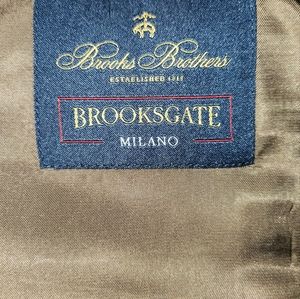 Brooks Brothers
ESTABLISHED 1818
BROOKSGATE
MILANO